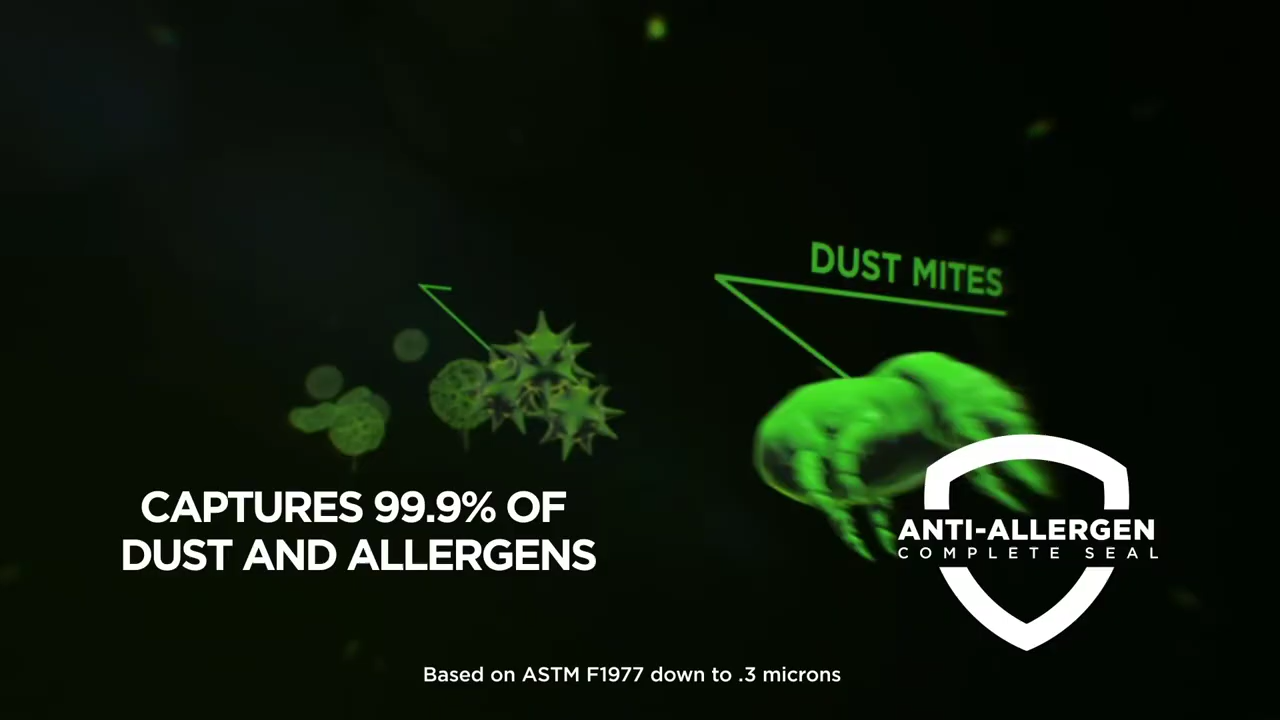 DUST MITES
CAPTURES 99.9% OF
DUST AND ALLERGENS
ANTI-ALLERGEN
COMPLETE SEAL
Based on ASTM F1977 down to .3 microns